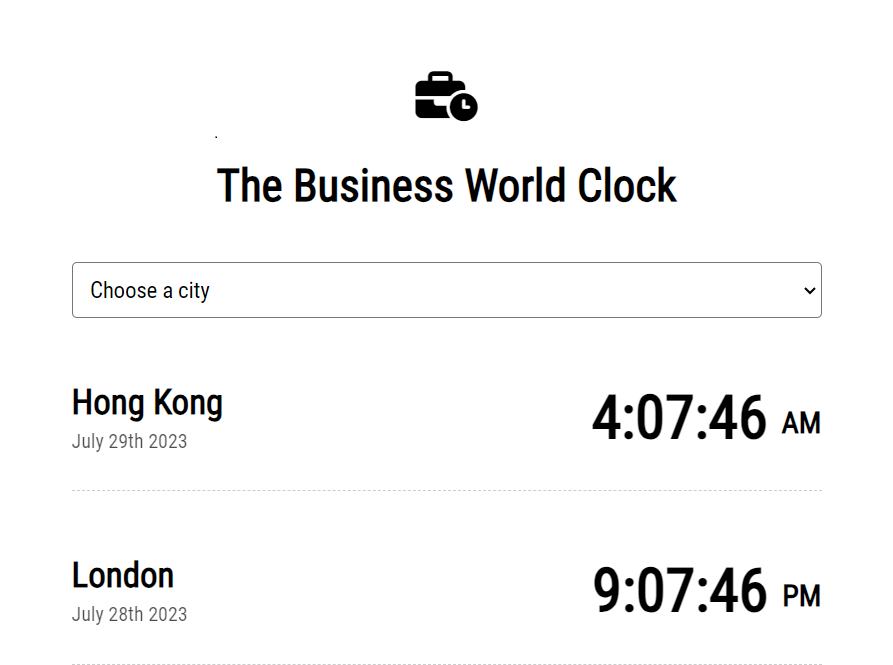 The Business World Clock
Choose a city
Hong Kong
4:07:46 AM
July 29th 2023
London
9:07:46 PM
July 28th 2023